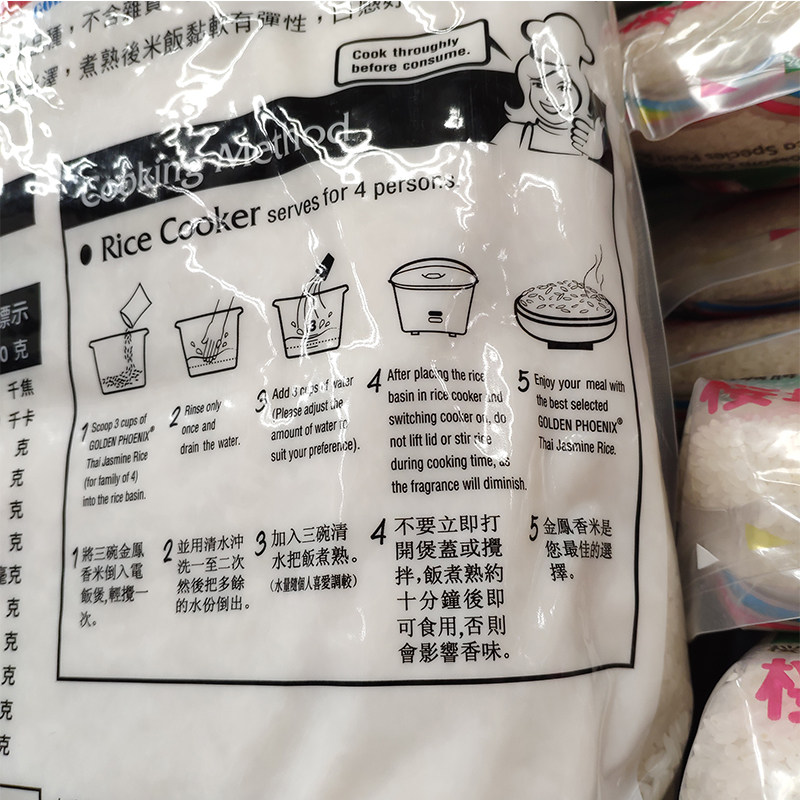 種，不含雜質
澤，煮熟後米飯黏軟有彈性，口感好
Cook throughly
before consume.
Cooking Method
● Rice Cooker serves for 4 persons.
3
1 Scoop 3 cups of
GOLDEN PHOENIX®
Thai Jasmine Rice
(for family of 4)
into the rice basin.
2 Rinse only
once and
drain the water.
3 Add 3 cups of water
(Please adjust the
amount of water to
suit your preference).
4 After placing the rice
basin in rice cooker and
switching cooker on, do
not lift lid or stir rice
during cooking time, as
the fragrance will diminish.
5 Enjoy your meal with
the best selected
GOLDEN PHOENIX®
Thai Jasmine Rice.
1 將三碗金鳳
香米倒入電
飯煲,輕攪一
次。
2 並用清水沖
洗一至二次
然後把多餘
的水份倒出。
3 加入三碗清
水把飯煮熟。
(水量隨個人喜愛調較)
4 不要立即打
開煲蓋或攪
拌,飯煮熟約
十分鐘後即
可食用,否則
會影響香味。
5 金鳳香米是
您最佳的選
擇。
標示
0 克
千焦
千卡
克
克
克
克
毫克
克
克
克
克